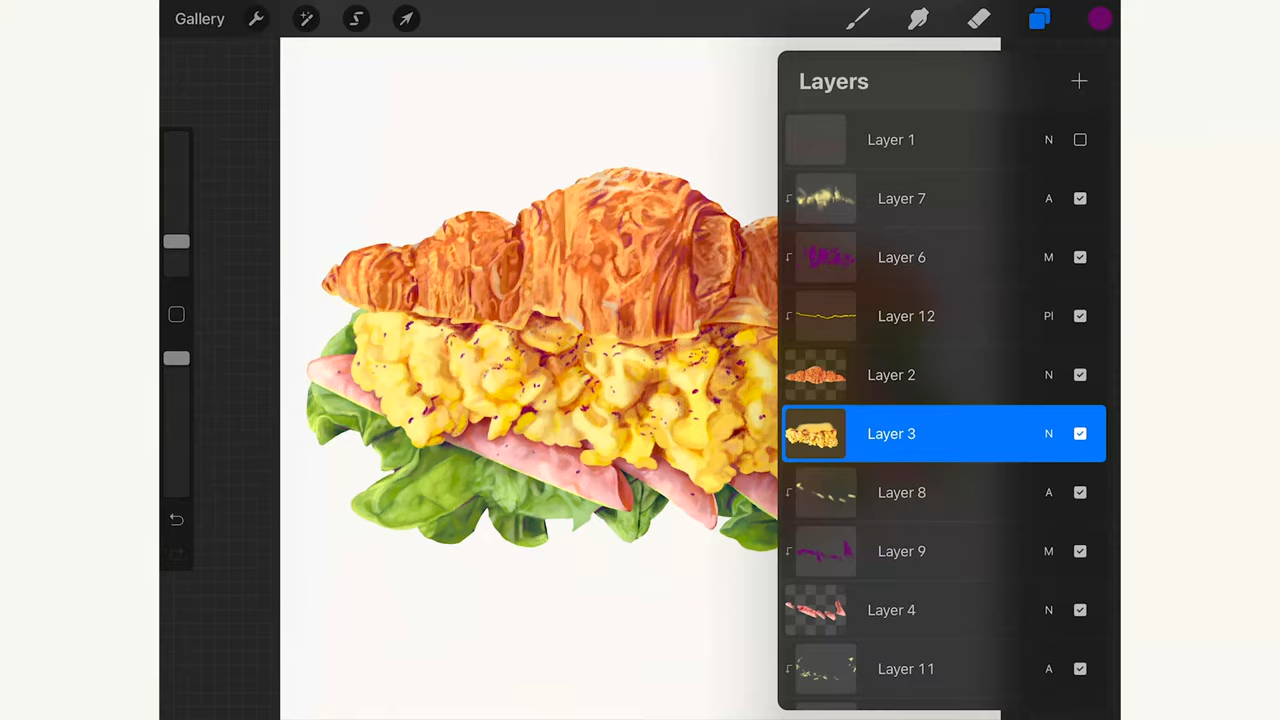 Gallery
Layers
Layer 1 N
Layer 7 A
Layer 6 M
Layer 12 Pl
Layer 2 N
Layer 3 N
Layer 8 A
Layer 9 M
Layer 4 N
Layer 11 A